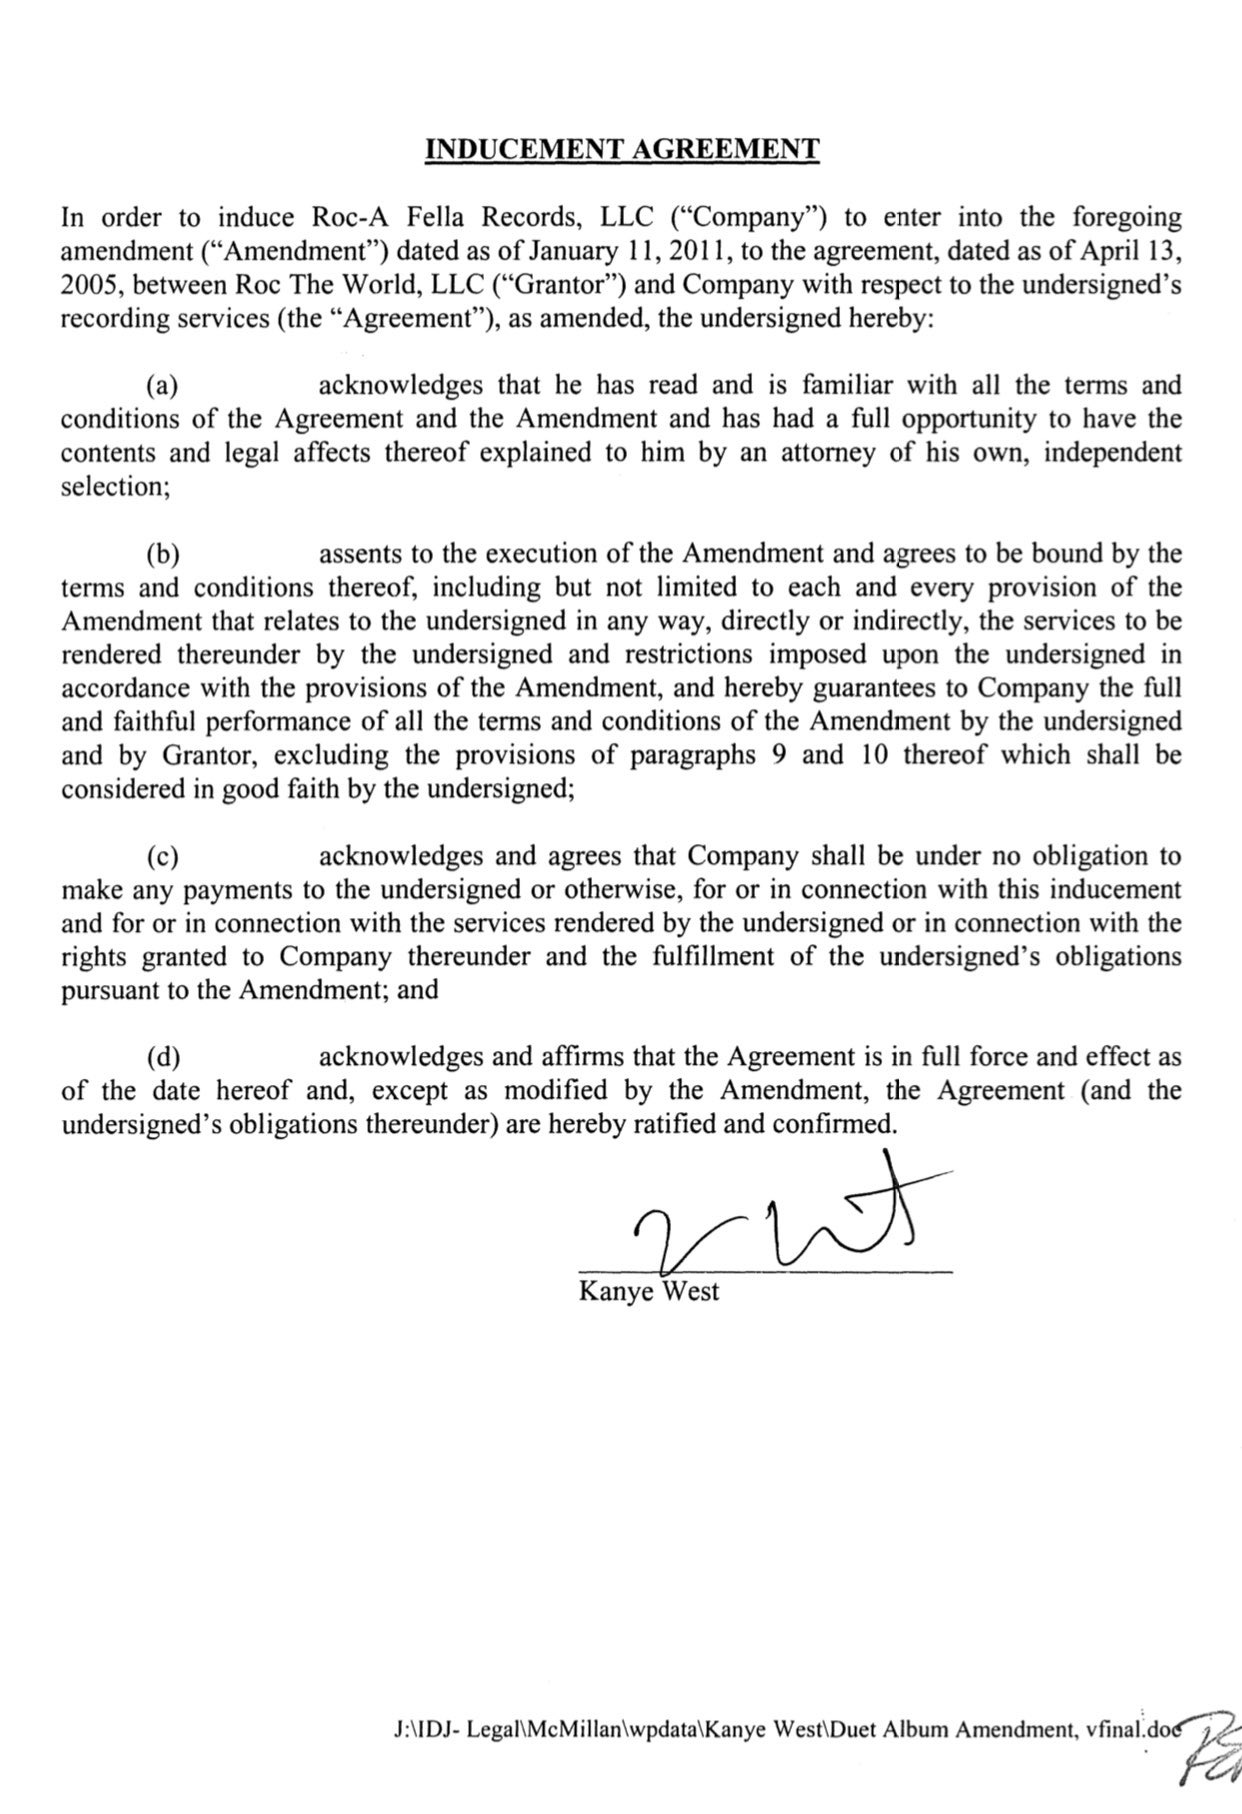 INDUCEMENT AGREEMENT
In order to induce Roc-A Fella Records, LLC (“Company”) to enter into the foregoing
amendment (“Amendment”) dated as of January 11, 2011, to the agreement, dated as of April 13,
2005, between Roc The World, LLC (“Grantor”) and Company with respect to the undersigned’s
recording services (the “Agreement”), as amended, the undersigned hereby:
(a) acknowledges that he has read and is familiar with all the terms and
conditions of the Agreement and the Amendment and has had a full opportunity to have the
contents and legal affects thereof explained to him by an attorney of his own, independent
selection;
(b) assents to the execution of the Amendment and agrees to be bound by the
terms and conditions thereof, including but not limited to each and every provision of the
Amendment that relates to the undersigned in any way, directly or indirectly, the services to be
rendered thereunder by the undersigned and restrictions imposed upon the undersigned in
accordance with the provisions of the Amendment, and hereby guarantees to Company the full
and faithful performance of all the terms and conditions of the Amendment by the undersigned
and by Grantor, excluding the provisions of paragraphs 9 and 10 thereof which shall be
considered in good faith by the undersigned;
(c) acknowledges and agrees that Company shall be under no obligation to
make any payments to the undersigned or otherwise, for or in connection with this inducement
and for or in connection with the services rendered by the undersigned or in connection with the
rights granted to Company thereunder and the fulfillment of the undersigned’s obligations
pursuant to the Amendment; and
(d) acknowledges and affirms that the Agreement is in full force and effect as
of the date hereof and, except as modified by the Amendment, the Agreement (and the
undersigned’s obligations thereunder) are hereby ratified and confirmed.
Kanye West
J:\IDJ- Legal\McMillan\wpdata\Kanye West\Duet Album Amendment, vfinal.doc